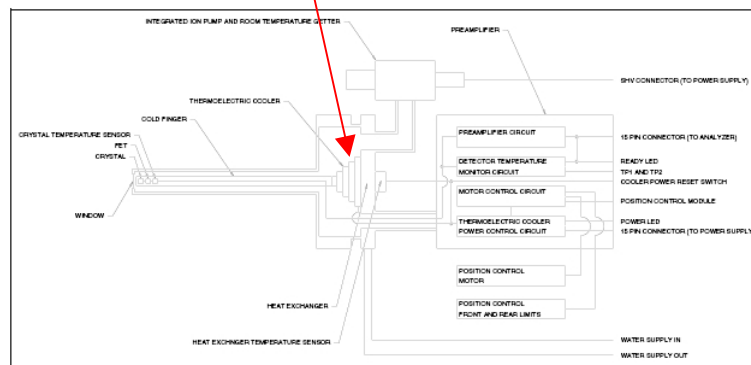 INTEGRATED ION PUMP AND ROOM TEMPERATURE GETTER
PREAMPLIFIER
SHV CONNECTOR (TO POWER SUPPLY)
THERMOELECTRIC COOLER
COLD FINGER
CRYSTAL TEMPERATURE SENSOR
FET
CRYSTAL
WINDOW
PREAMPLIFIER CIRCUIT
15 PIN CONNECTOR (TO ANALYZER)
DETECTOR TEMPERATURE
MONITOR CIRCUIT
READY LED
TP1 AND TP2
COOLER POWER RESET SWITCH
MOTOR CONTROL CIRCUIT
POSITION CONTROL MODULE
THERMOELECTRIC COOLER
POWER CONTROL CIRCUIT
POWER LED
15 PIN CONNECTOR (TO POWER SUPPLY
POSITION CONTROL
MOTOR
HEAT EXCHANGER
POSITION CONTROL
FRONT AND REAR LIMITS
HEAT EXCHNGER TEMPERATURE SENSOR
WATER SUPPLY IN
WATER SUPPLY OUT